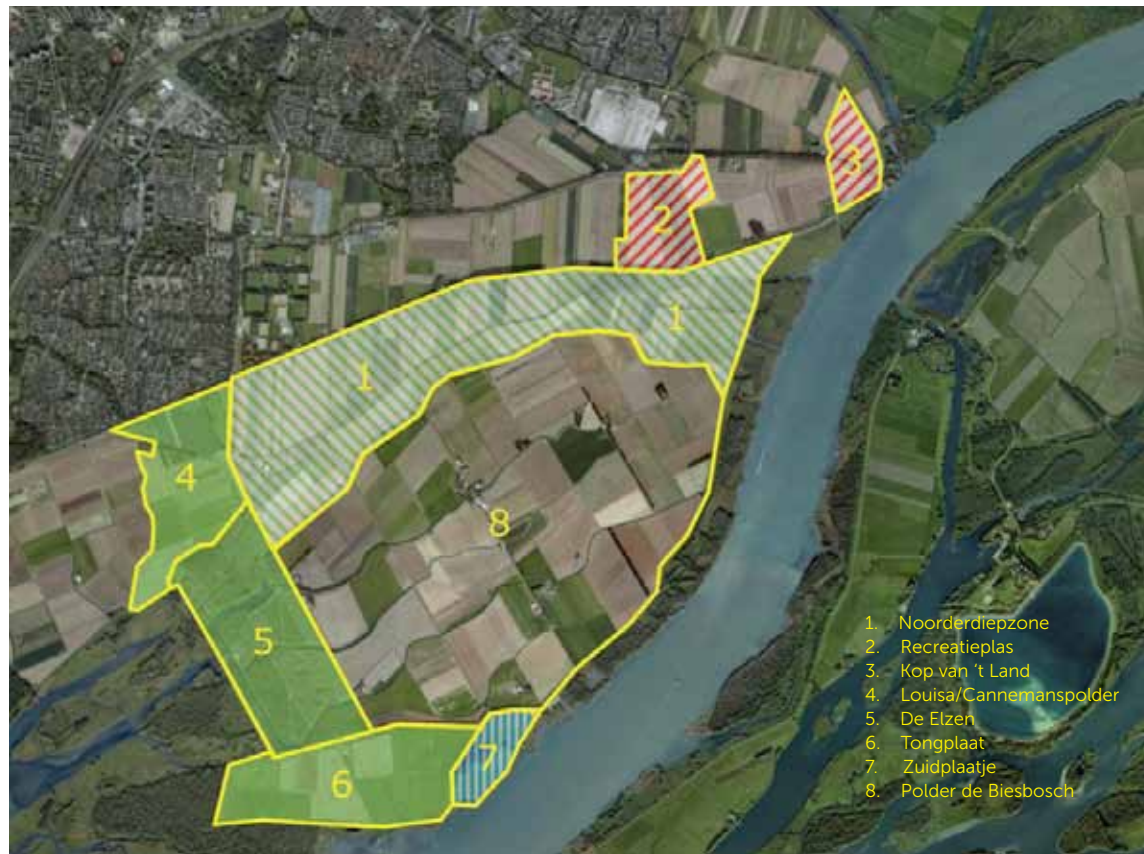 3
2
1
1
4
8
5
7
6
1. Noorderdiepzone
2. Recreatieplas
3. Kop van ‘t Land
4. Louisa/Cannemanspolder
5. De Elzen
6. Tongplaat
7. Zuidplaatje
8. Polder de Biesbosch